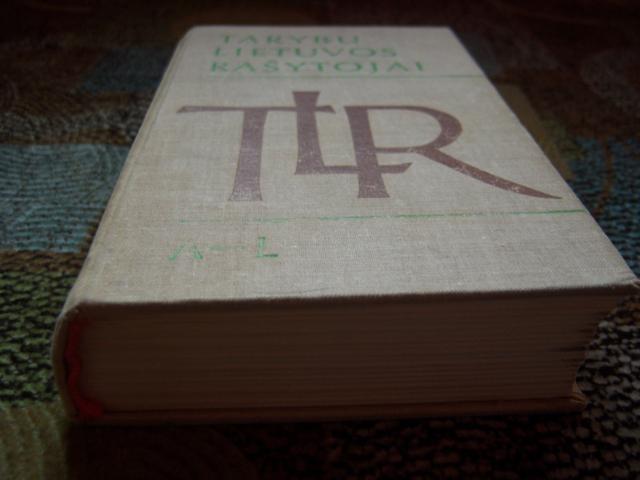 TARYBŲ
LIETUVOS
RAŠYTOJAI
TLR
A-L